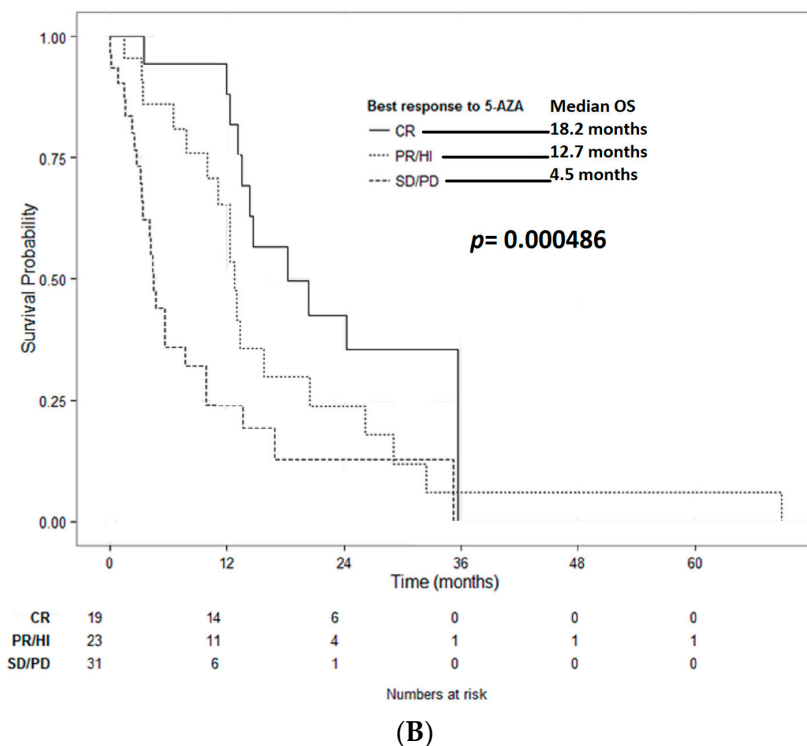 1.00
0.75
0.50
0.25
0.00
Survival Probability
Best response to 5-AZA Median OS
CR 18.2 months
PR/HI 12.7 months
SD/PD 4.5 months
p= 0.000486
0 12 24 36 48 60
Time (months)
CR 19 14 6 0 0 0
PR/HI 23 11 4 1 1 1
SD/PD 31 6 1 0 0 0
Numbers at risk
(B)